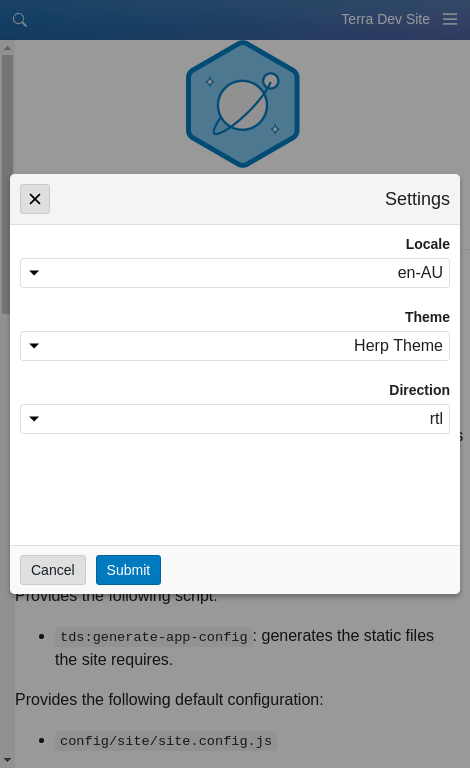 Terra Dev Site
Settings
Locale
en-AU
Theme
Herp Theme
Direction
rtl
Cancel
Submit
Provides the following script:
tds:generate-app-config: generates the static files
the site requires.
Provides the following default configuration:
config/site/site.config.js